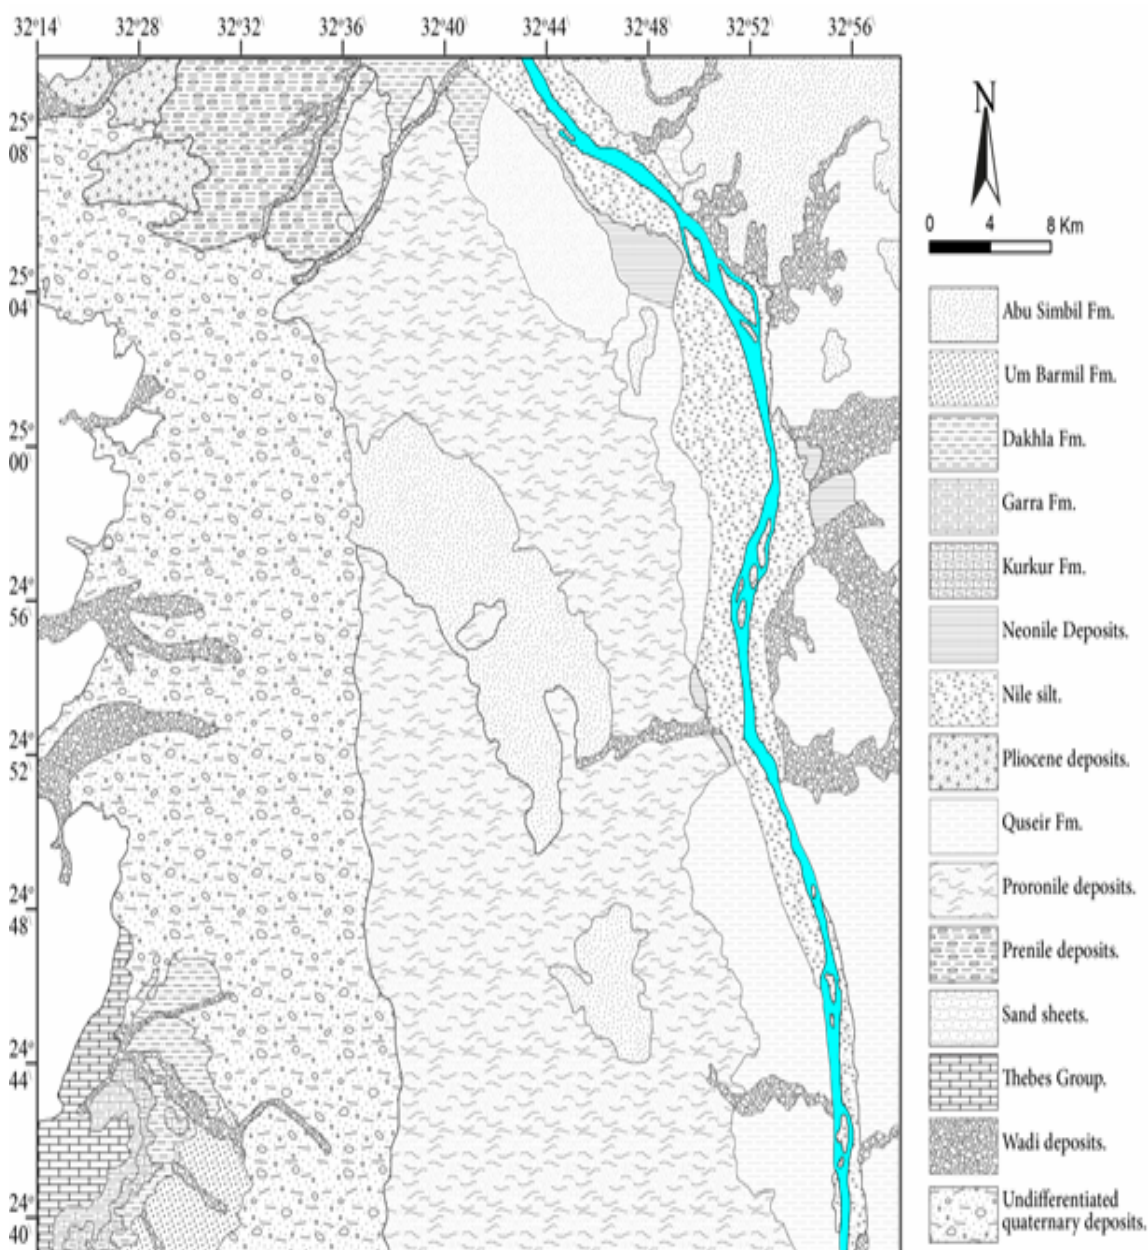 32°14 32°28 32°32 32°36 32°40 32°44 32°48 32°52 32°56
25°
08
25°
04
25°
00
24°
56
24°
52
24°
48
24°
44
24°
40
N
0 4 8 Km
Abu Simbil Fm.
Um Barmil Fm.
Dakhla Fm.
Garra Fm.
Kurkur Fm.
Neonile Deposits.
Nile silt.
Pliocene deposits.
Quseir Fm.
Proronile deposits.
Prenile deposits.
Sand sheets.
Thebes Group.
Wadi deposits.
Undifferentiated
quaternary deposits.